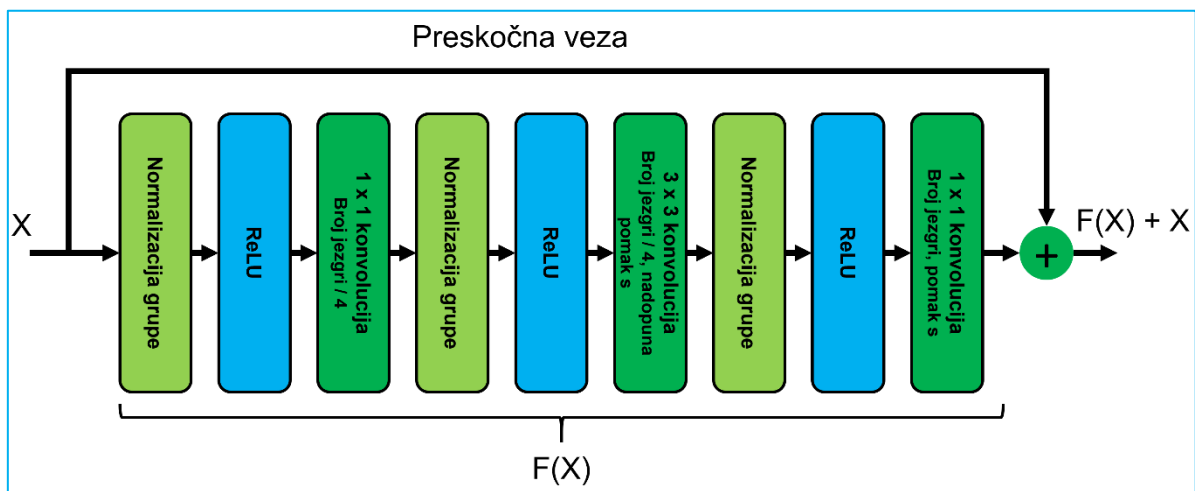 Preskočna veza
X
Normalizacija grupe
ReLU
1 x 1 konvolucija
Broj jezgri / 4
Normalizacija grupe
ReLU
3 x 3 konvolucija
Broj jezgri / 4, nadopuna
pomak s
Normalizacija grupe
ReLU
1 x 1 konvolucija
Broj jezgri, pomak s
+
F(X) + X
F(X)